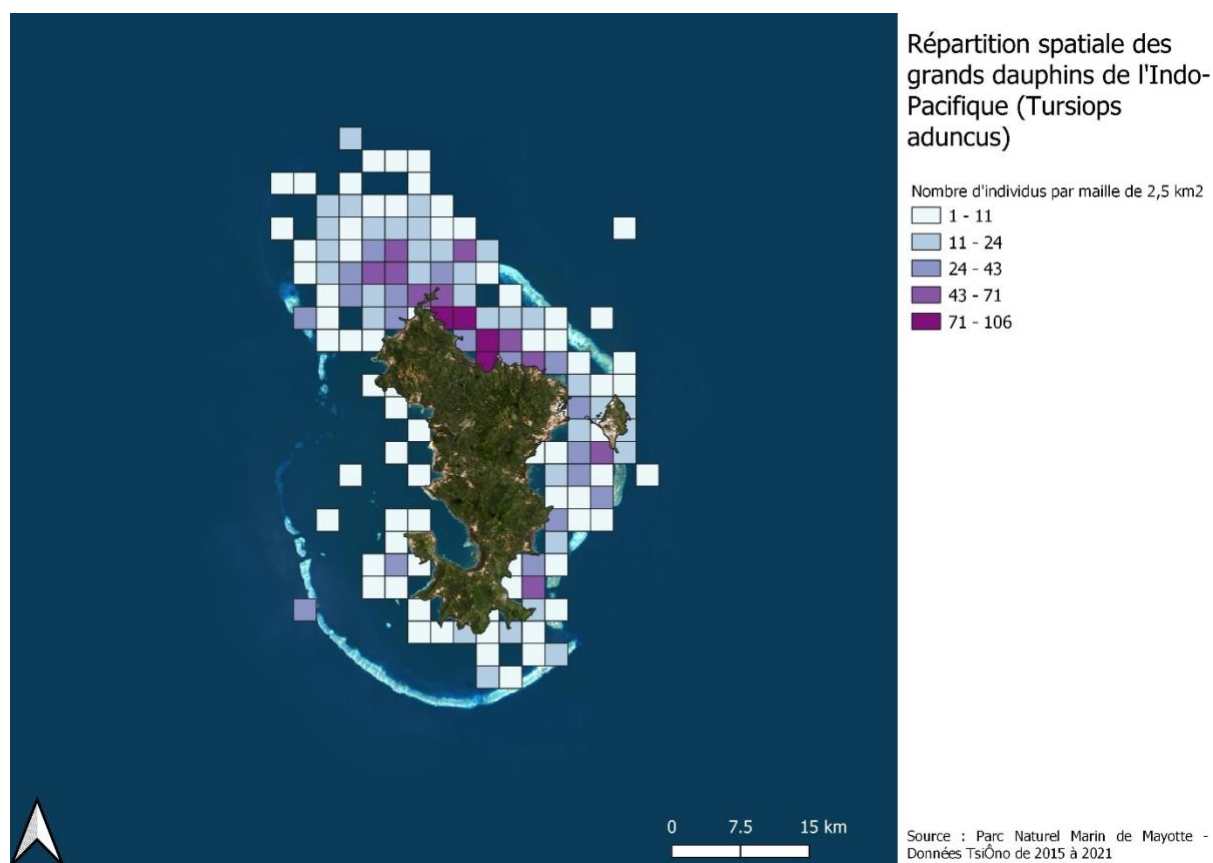 Répartition spatiale des
grands dauphins de l'Indo-
Pacifique (Tursiops
aduncus)
Nombre d'individus par maille de 2,5 km2
1 - 11
11 - 24
24 - 43
43 - 71
71 - 106
0 7.5 15 km
Source : Parc Naturel Marin de Mayotte -
Données TsiÔno de 2015 à 2021